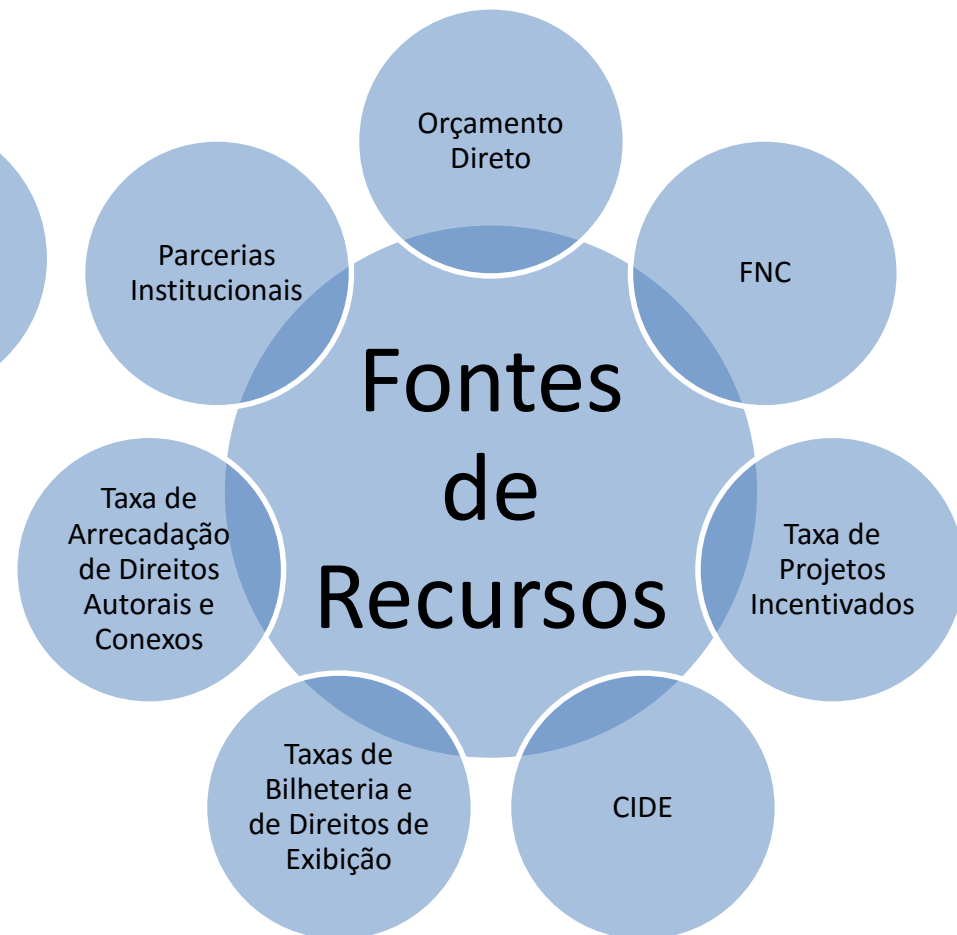 Orçamento
Direto
FNC
Taxa de
Projetos
Incentivados
CIDE
Taxas de
Bilheteria e
de Direitos de
Exibição
Taxa de
Arrecadação
de Direitos
Autorais e
Conexos
Parcerias
Institucionais
Fontes
de
Recursos